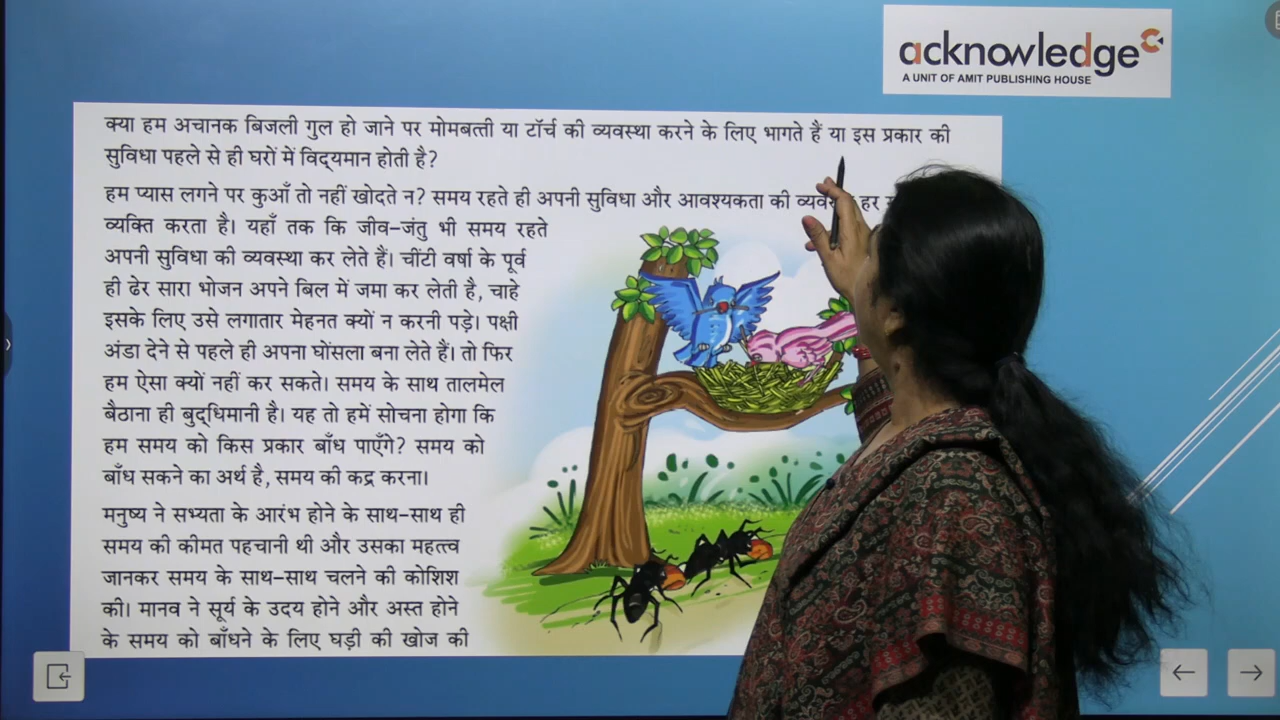 acknowledge
A UNIT OF AMIT PUBLISHING HOUSE
क्या हम अचानक बिजली गुल हो जाने पर मोमबत्ती या टॉर्च की व्यवस्था करने के लिए भागते हैं या इस प्रकार की
सुविधा पहले से ही घरों में विद्यमान होती है?
हम प्यास लगने पर कुआँ तो नहीं खोदते न? समय रहते ही अपनी सुविधा और आवश्यकता की हर
व्यक्ति करता है। यहाँ तक कि जीव-जंतु भी समय रहते
अपनी सुविधा की व्यवस्था कर लेते हैं। चींटी वर्षा के पूर्व
ही ढेर सारा भोजन अपने बिल में जमा कर लेती है, चाहे
इसके लिए उसे लगातार मेहनत क्यों न करनी पड़े। पक्षी
अंडा देने से पहले ही अपना घोंसला बना लेते हैं। तो फिर
हम ऐसा क्यों नहीं कर सकते। समय के साथ तालमेल
बैठाना ही बुद्धिमानी है। यह तो हमें सोचना होगा कि
हम समय को किस प्रकार बाँध पाएँगे? समय को
बाँध सकने का अर्थ है, समय की कद्र करना।
मनुष्य ने सभ्यता के आरंभ होने के साथ-साथ ही
समय की कीमत पहचानी थी और उसका महत्त्व
जानकर समय के साथ-साथ चलने की कोशिश
की। मानव ने सूर्य के उदय होने और अस्त होने
के समय को बाँधने के लिए घड़ी की खोज की